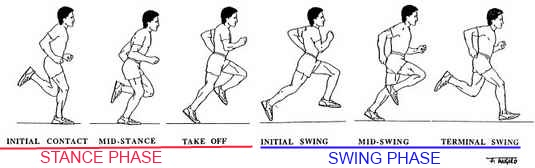 INITIAL CONTACT MID-STANCE TAKE OFF INITIAL SWING MID-SWING TERMINAL SWING
STANCE PHASE SWING PHASE